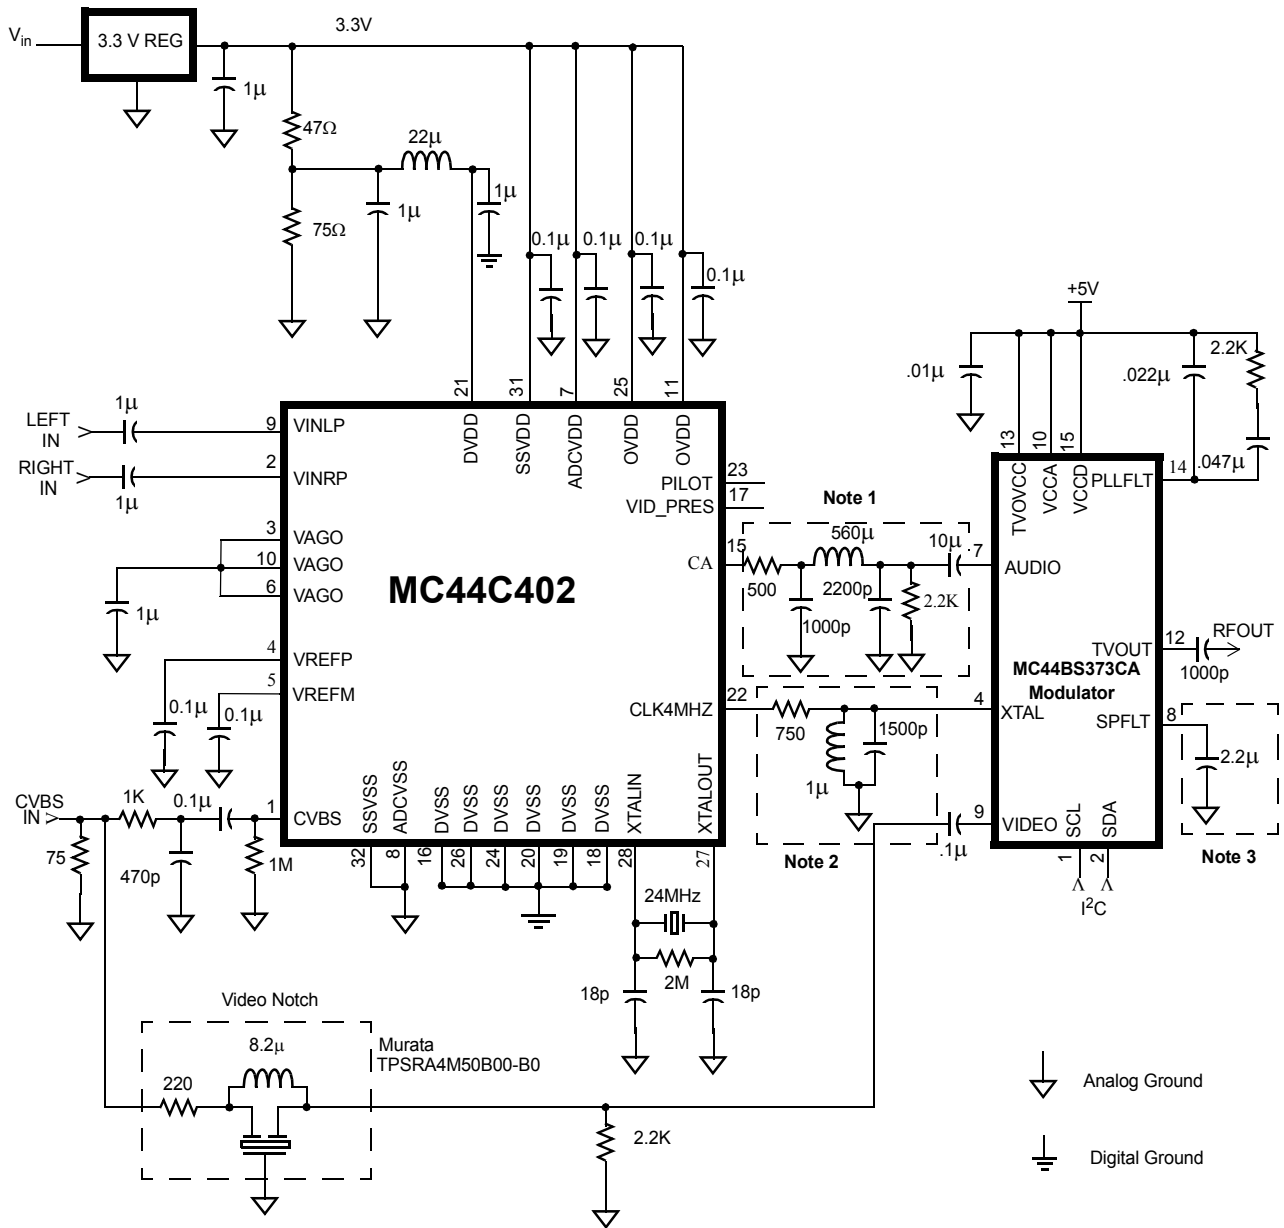 Vin
3.3 V REG
3.3V
1μ
47Ω
22μ
1μ
1μ
75Ω
0.1μ
0.1μ
0.1μ
0.1μ
+5V
.01μ
.022μ
2.2K
.047μ
21
31
7
25
11
DVDD
SSVDD
ADCVDD
OVDD
OVDD
LEFT
IN
1μ
9
VINLP
RIGHT
IN
1μ
2
VINRP
3
VAGO
10
VAGO
6
VAGO
1μ
4
VREFP
5
VREFM
0.1μ
0.1μ
MC44C402
PILOT
23
VID_PRES
17
CA
15
CLK4MHZ
22
Note 1
500
560μ
1000p
2200p
2.2K
10μ
7
AUDIO
13
10
15
TVOVCC
VCCA
VCCD
PLLFLT
14
TVOUT
12
RFOUT
1000p
MC44BS373CA
Modulator
4
XTAL
SPFLT
8
2.2μ
Note 3
750
1μ
1500p
Note 2
.1μ
9
VIDEO
SCL
SDA
1
2
I2C
CVBS
IN
75
1K
470p
0.1μ
1M
1
CVBS
SSVSS
ADCVSS
DVSS
DVSS
DVSS
DVSS
DVSS
DVSS
XTALIN
XTALOUT
32
8
16
26
24
20
19
18
28
27
24MHz
2M
18p
18p
Video Notch
8.2μ
220
Murata
TPSRA4M50B00-B0
2.2K
Analog Ground
Digital Ground